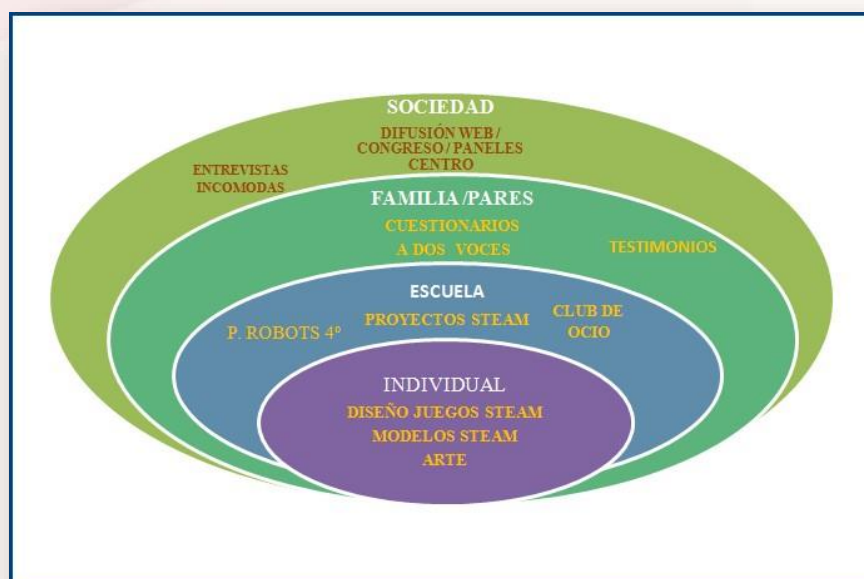 SOCIEDAD
DIFUSIÓN WEB /
CONGRESO / PANELES
CENTRO
ENTREVISTAS
INCOMODAS
FAMILIA /PARES
CUESTIONARIOS
A DOS VOCES
TESTIMONIOS
ESCUELA
P. ROBOTS 4º
PROYECTOS STEAM
CLUB DE
OCIO
INDIVIDUAL
DISEÑO JUEGOS STEAM
MODELOS STEAM
ARTE